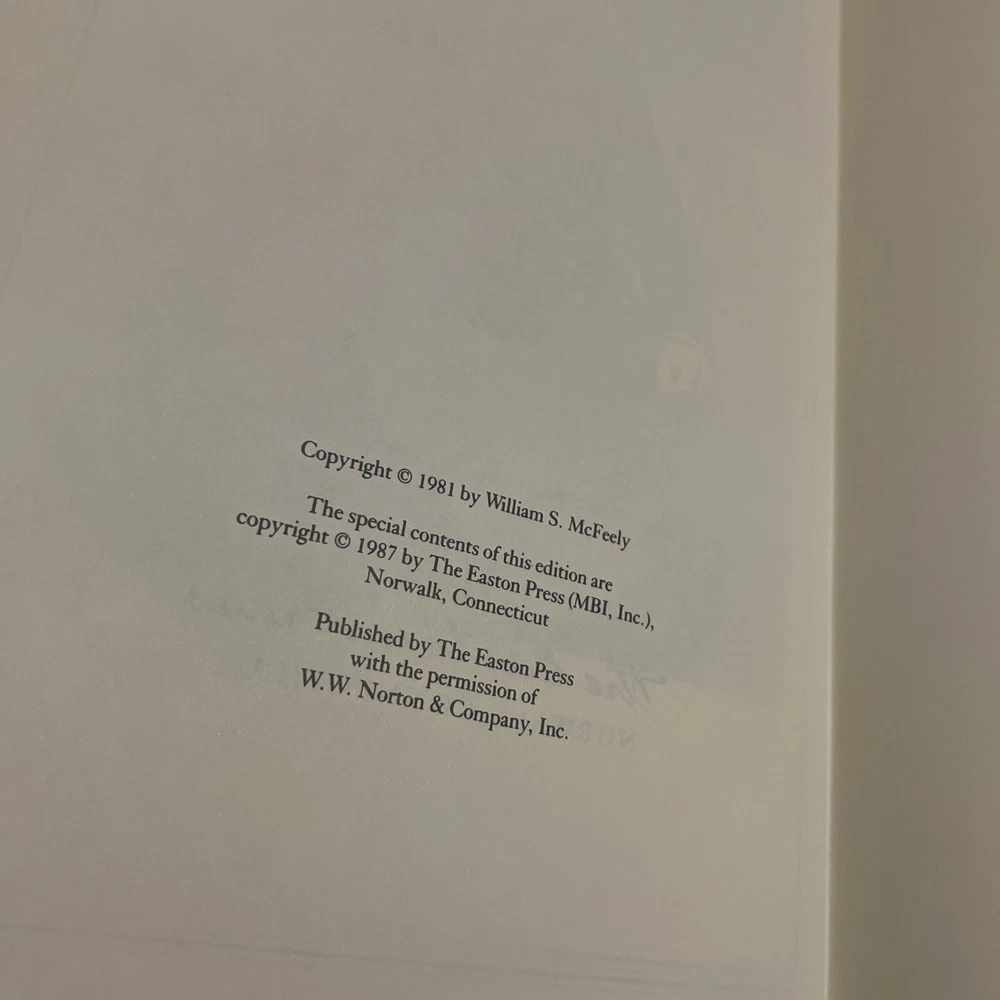 Copyright © 1981 by William S. McFeely
The special contents of this edition are
copyright © 1987 by The Easton Press (MBI, Inc.),
Norwalk, Connecticut
Published by The Easton Press
with the permission of
W.W. Norton & Company, Inc.